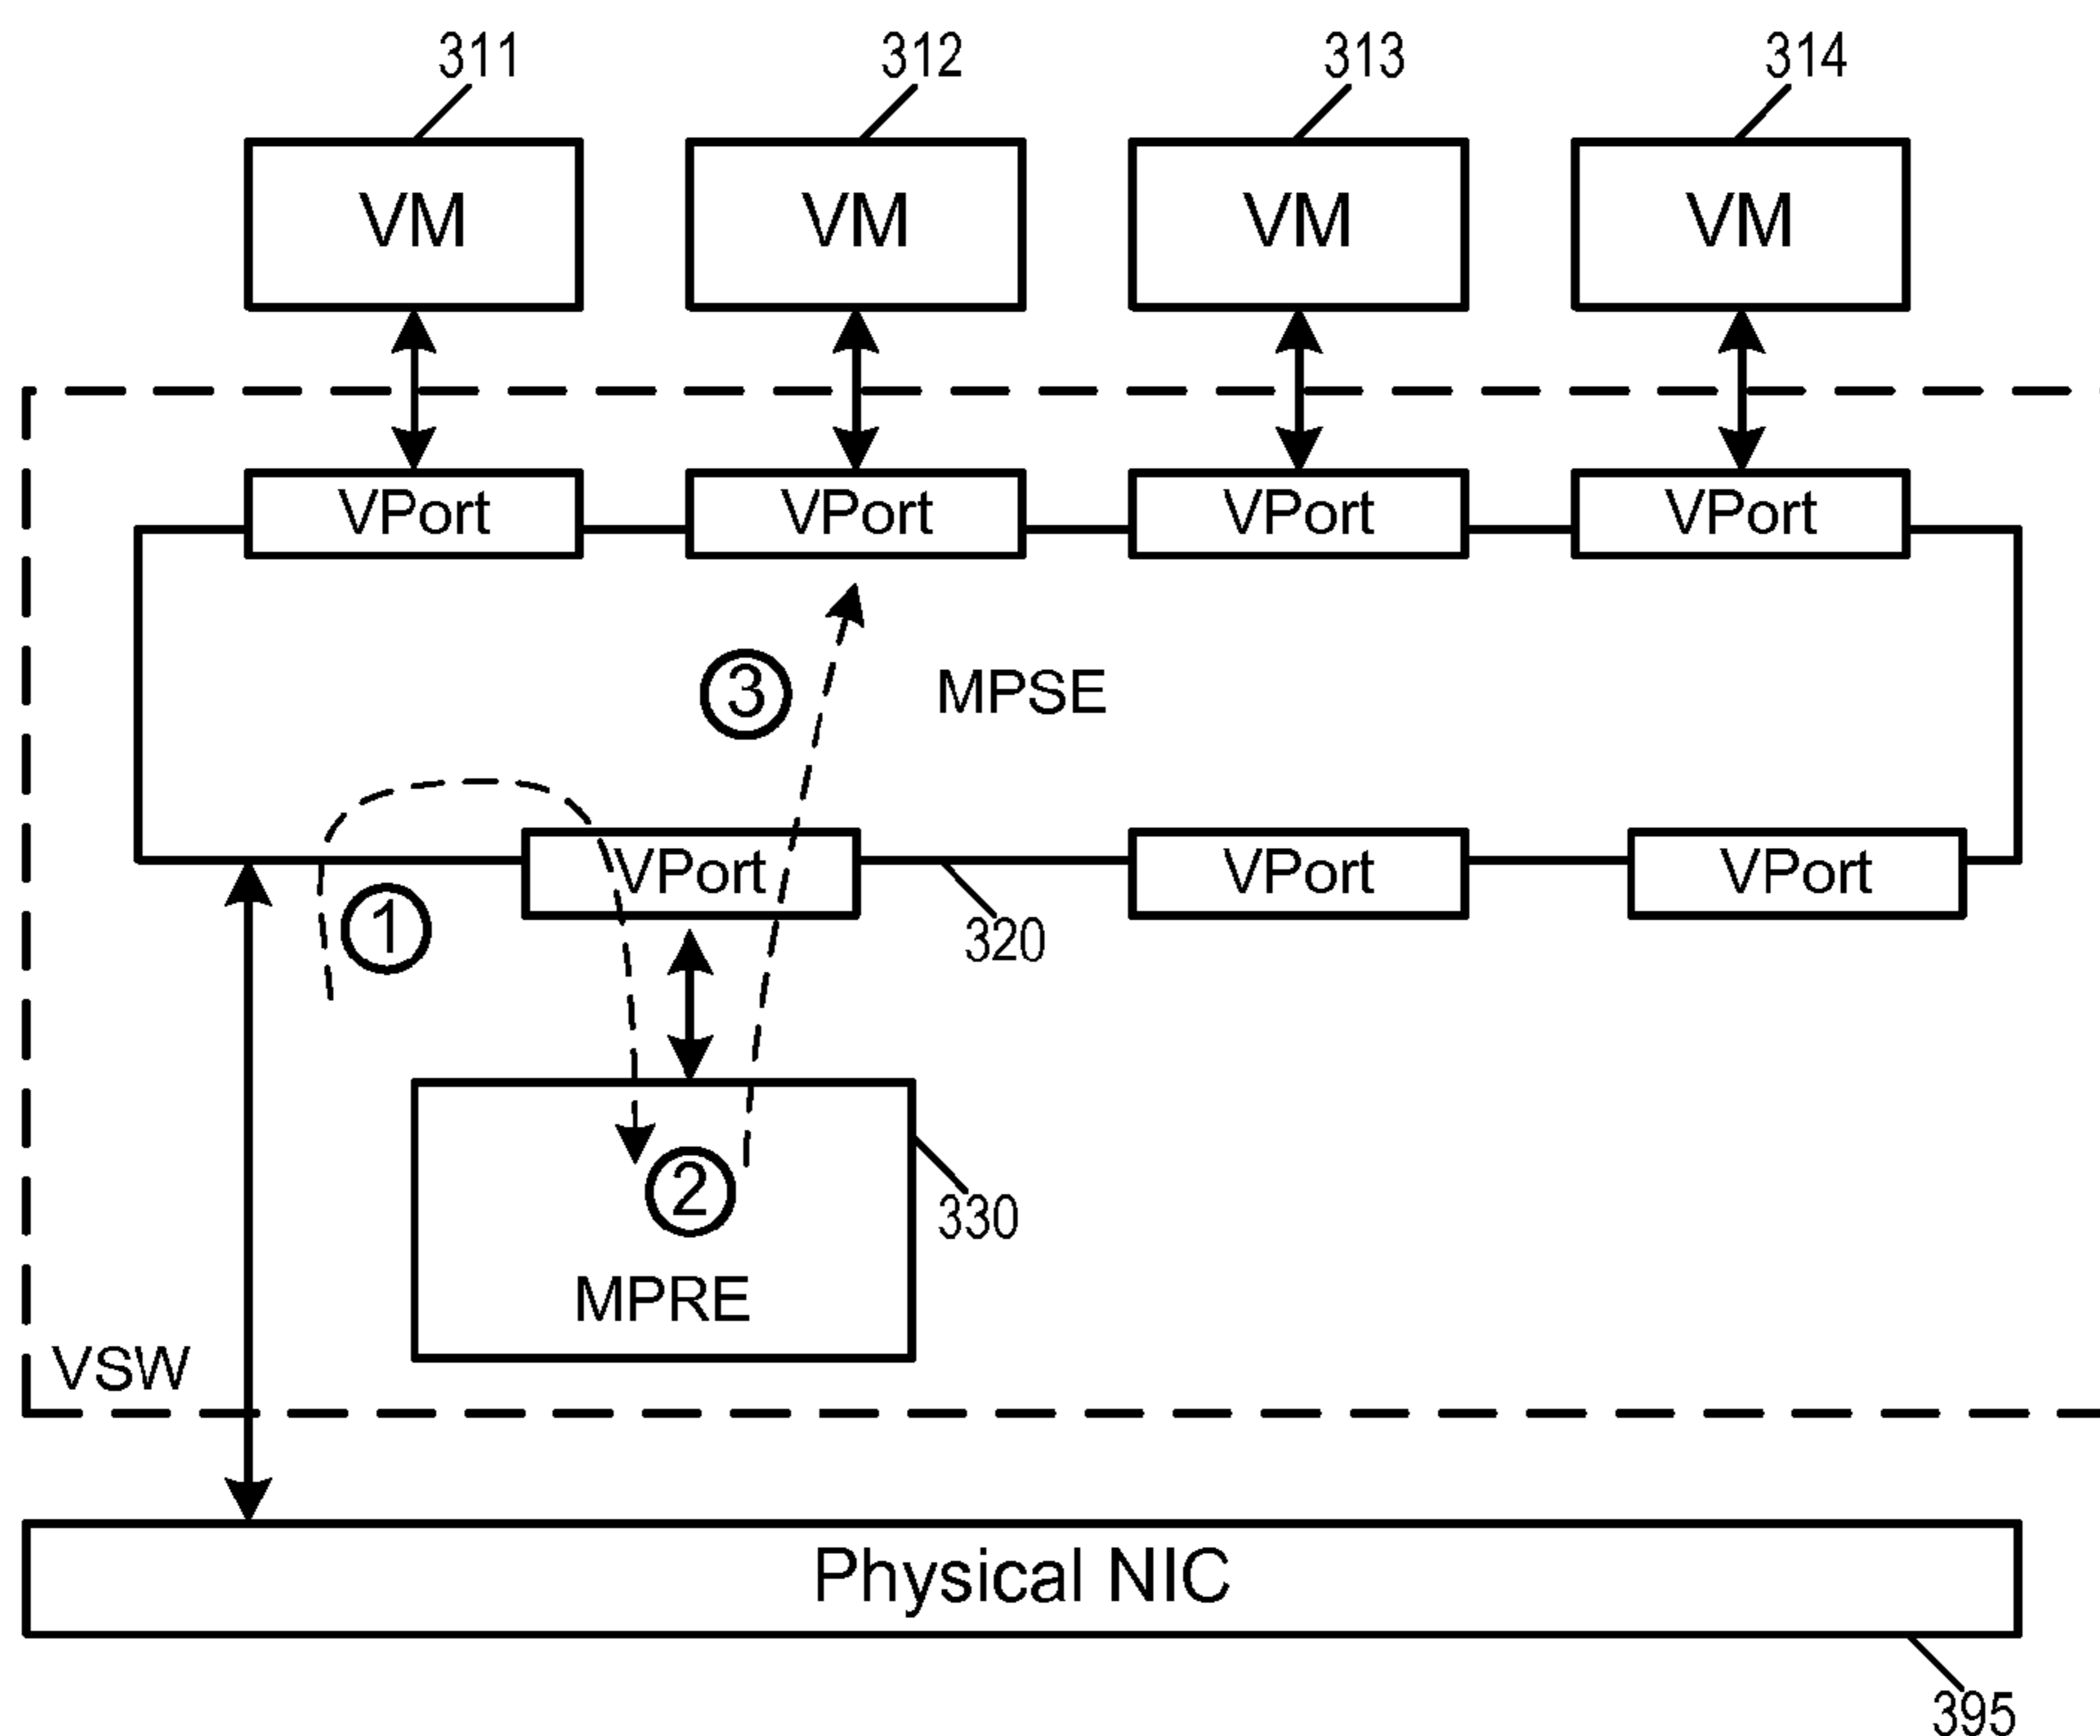 311 312 313 314
VM VM VM VM
VPort VPort VPort VPort
3 MPSE
VPort VPort VPort
1 320
2 330
MPRE
VSW
Physical NIC
395